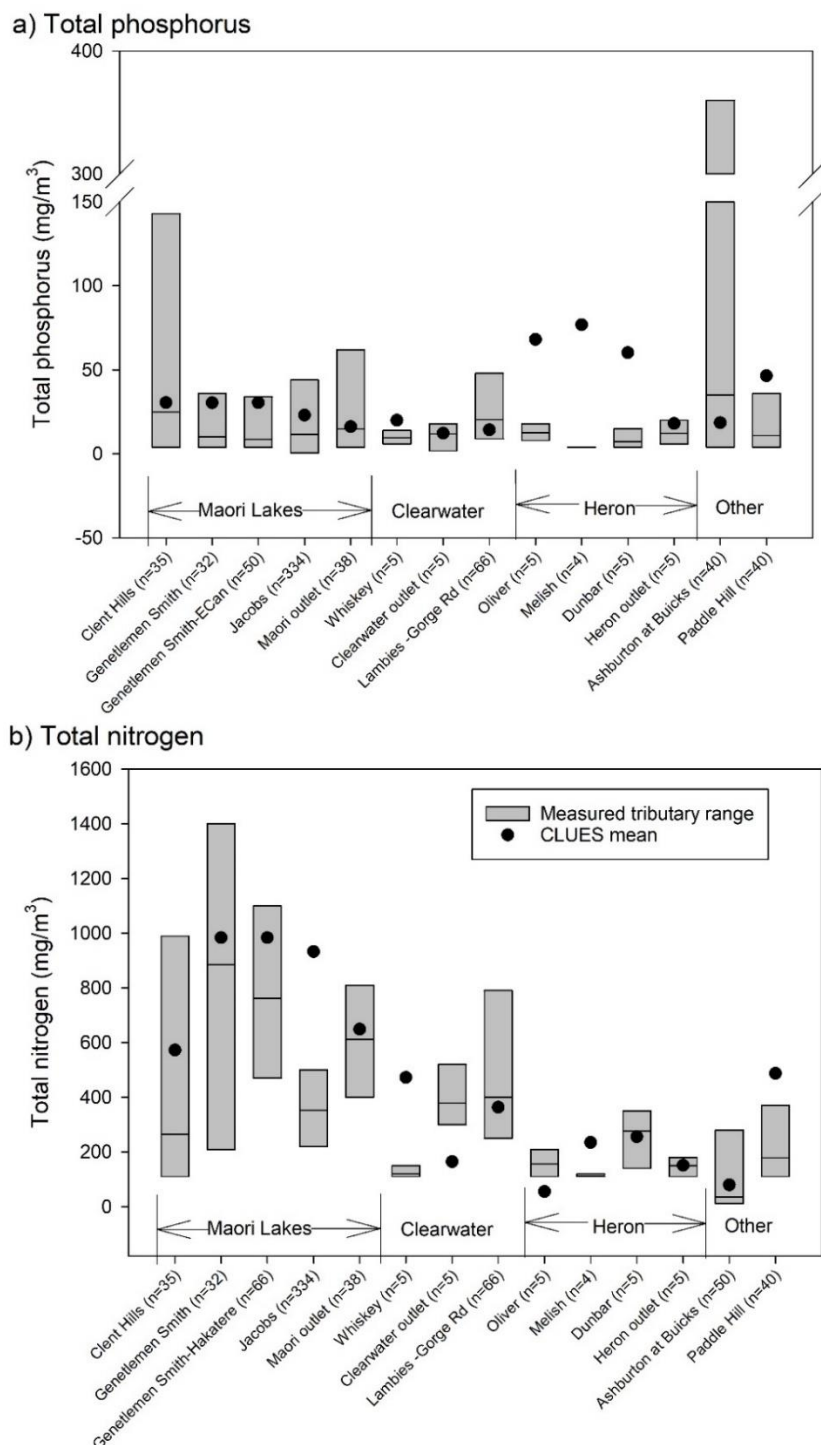 a) Total phosphorus
400
300
150
100
50
0
-50
Total phosphorus (mg/m³)
Maori Lakes
Clearwater
Heron
Other
Clent Hills (n=35)
Genetlemen Smith (n=32)
Genetlemen Smith-ECan (n=50)
Jacobs (n=334)
Maori outlet (n=38)
Whiskey (n=5)
Clearwater outlet (n=5)
Lambies -Gorge Rd (n=66)
Oliver (n=5)
Melish (n=4)
Dunbar (n=5)
Heron outlet (n=5)
Ashburton at Buicks (n=40)
Paddle Hill (n=40)
b) Total nitrogen
1600
1400
1200
1000
800
600
400
200
0
Total nitrogen (mg/m³)
Measured tributary range
CLUES mean
Maori Lakes
Clearwater
Heron
Other
Clent Hills (n=35)
Genetlemen Smith (n=32)
Genetlemen Smith-Hakatere (n=66)
Jacobs (n=334)
Maori outlet (n=38)
Whiskey (n=5)
Clearwater outlet (n=5)
Lambies -Gorge Rd (n=66)
Oliver (n=5)
Melish (n=4)
Dunbar (n=5)
Heron outlet (n=5)
Ashburton at Buicks (n=50)
Paddle Hill (n=40)